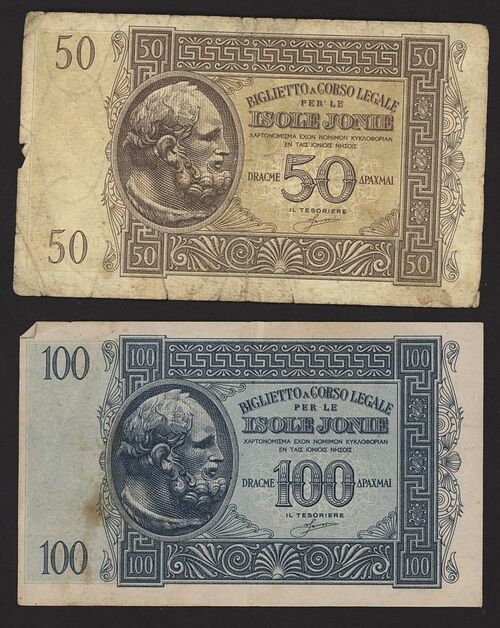 50 50 50
BIGLIETTO A CORSO LEGALE
PER LE
ISOLE JONIE
ΧΑΡΤΟΝΟΜΙΣΜΑ ΕΧΟΝ ΝΟΜΙΜΟΝ ΚΥΚΛΟΦΟΡΙΑΝ
ΕΝ ΤΑΙΣ ΙΟΝΙΟΙΣ ΝΗΣΟΙΣ
DRACME 50 ΔΡΑΧΜΑΙ
IL TESORIERE
50 50 50
100 100 100
BIGLIETTO A CORSO LEGALE
PER LE
ISOLE JONIE
ΧΑΡΤΟΝΟΜΙΣΜΑ ΕΧΟΝ ΝΟΜΙΜΟΝ ΚΥΚΛΟΦΟΡΙΑΝ
ΕΝ ΤΑΙΣ ΙΟΝΙΟΙΣ ΝΗΣΟΙΣ
DRACME 100 ΔΡΑΧΜΑΙ
IL TESORIERE
100 100 100